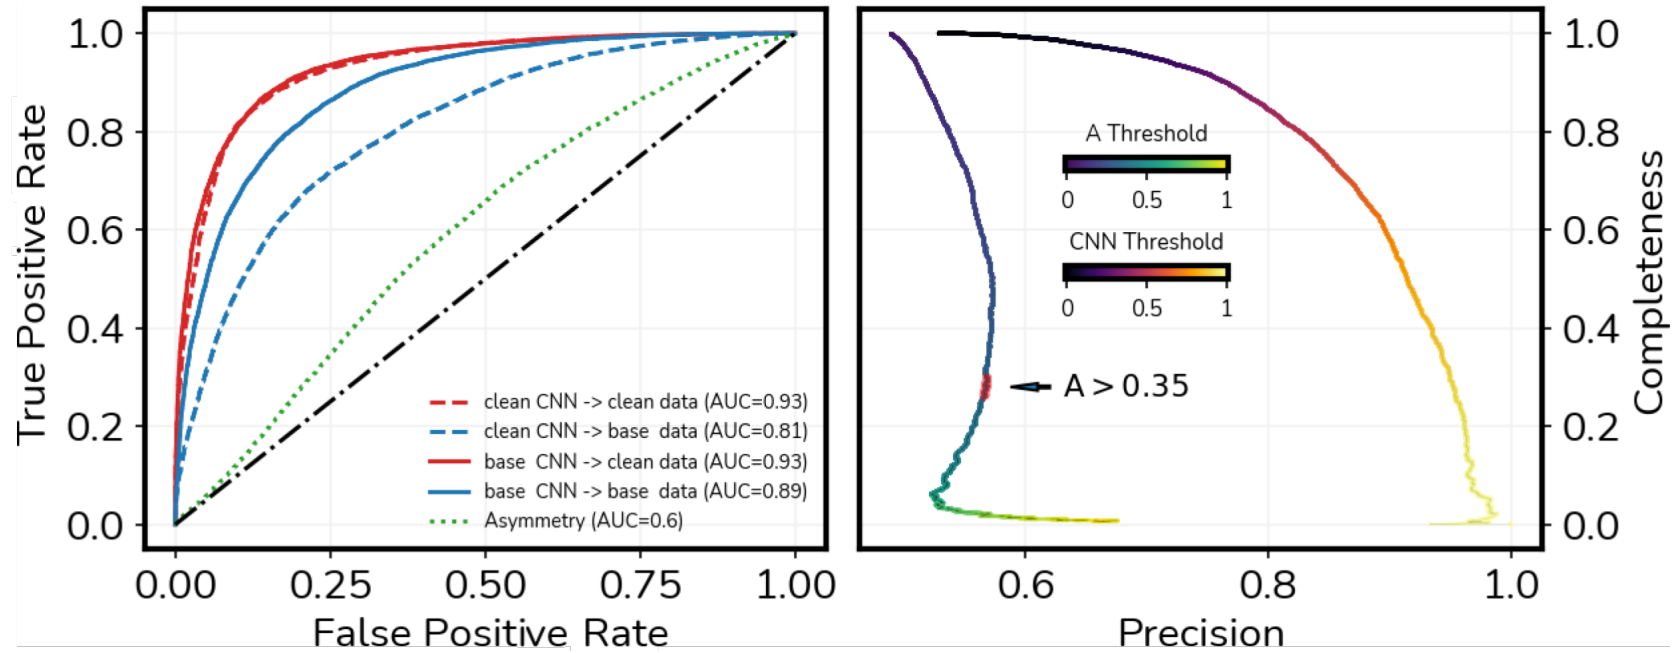 True Positive Rate
1.0
0.8
0.6
0.4
0.2
0.0
clean CNN -> clean data (AUC=0.93)
clean CNN -> base data (AUC=0.81)
base CNN -> clean data (AUC=0.93)
base CNN -> base data (AUC=0.89)
Asymmetry (AUC=0.6)
0.00 0.25 0.50 0.75 1.00
False Positive Rate
A Threshold
0 0.5 1
CNN Threshold
0 0.5 1
A > 0.35
1.0
0.8
0.6
0.4
0.2
0.0
Completeness
0.6 0.8 1.0
Precision